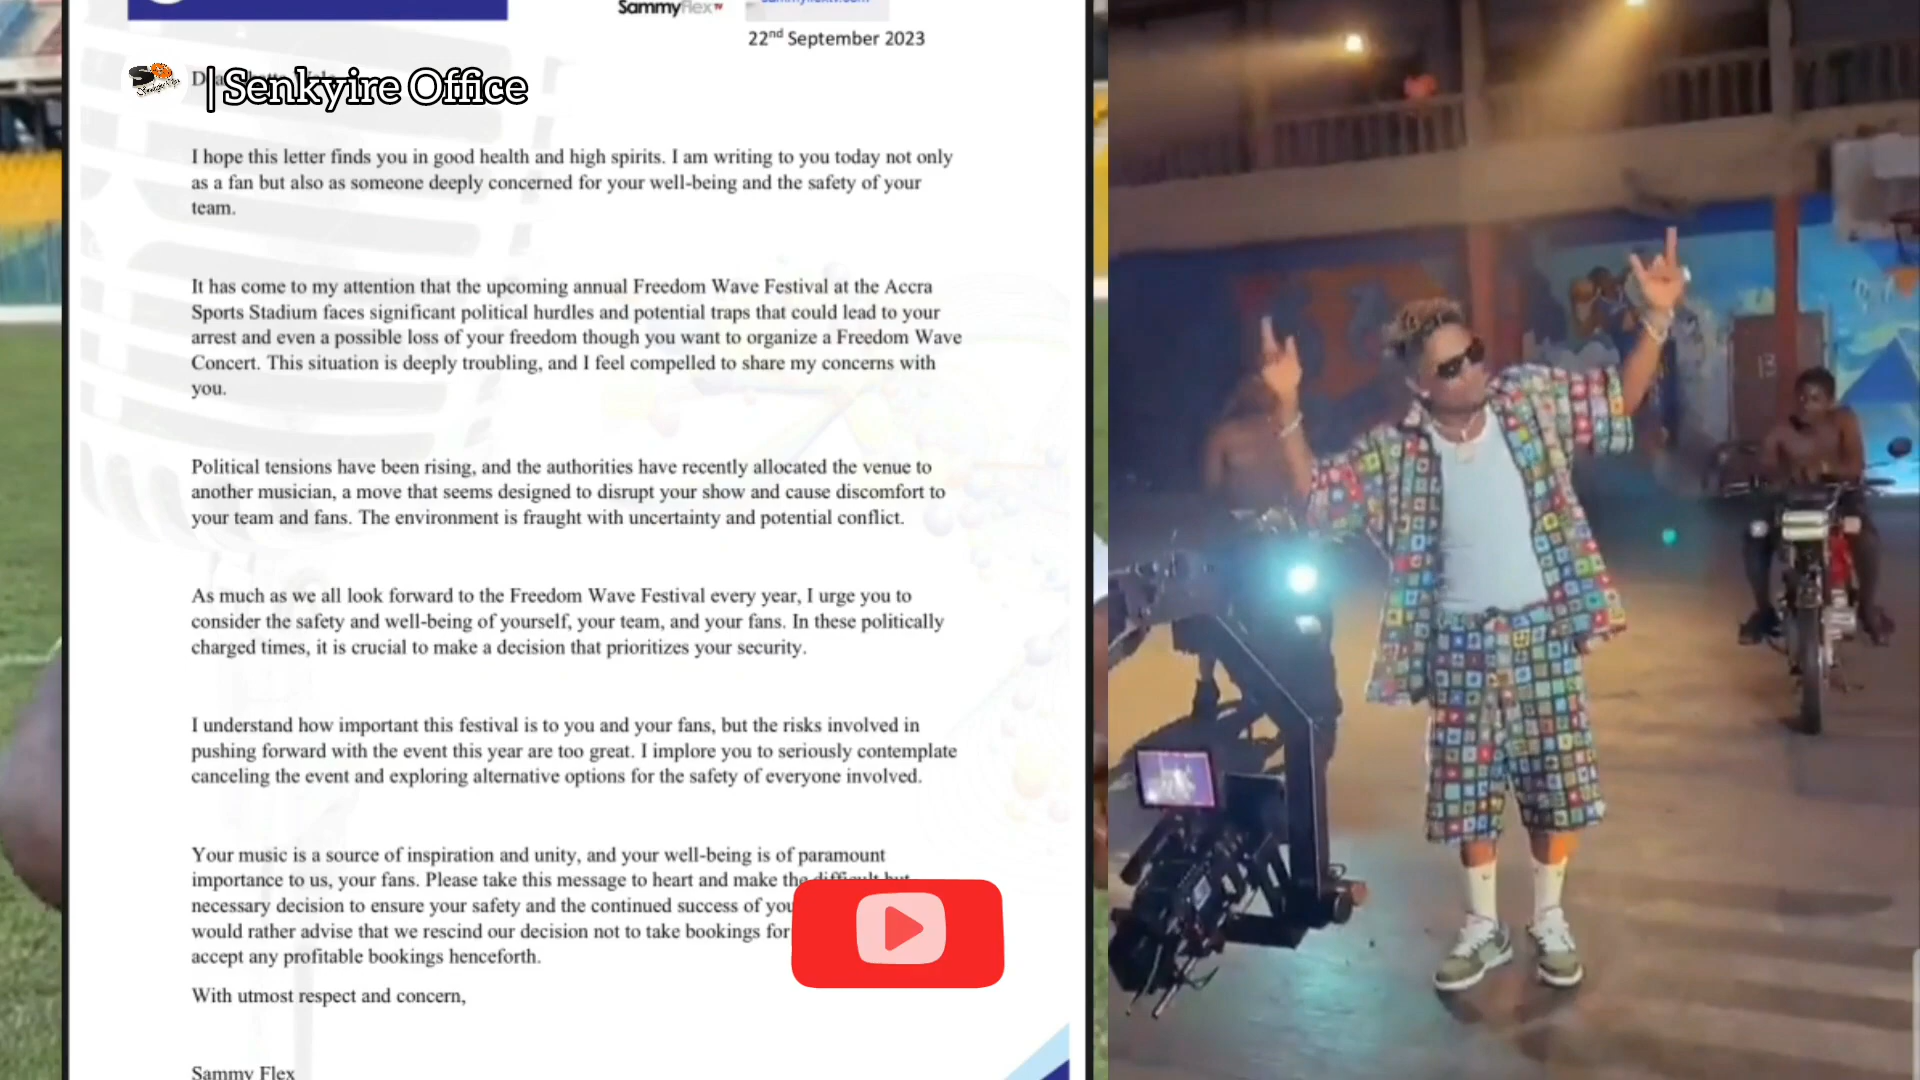 SammyFlex TV
22nd September 2023
| Senkyire Office
I hope this letter finds you in good health and high spirits. I am writing to you today not only
as a fan but also as someone deeply concerned for your well-being and the safety of your
team.
It has come to my attention that the upcoming annual Freedom Wave Festival at the Accra
Sports Stadium faces significant political hurdles and potential traps that could lead to your
arrest and even a possible loss of your freedom though you want to organize a Freedom Wave
Concert. This situation is deeply troubling, and I feel compelled to share my concerns with
you.
Political tensions have been rising, and the authorities have recently allocated the venue to
another musician, a move that seems designed to disrupt your show and cause discomfort to
your team and fans. The environment is fraught with uncertainty and potential conflict.
As much as we all look forward to the Freedom Wave Festival every year, I urge you to
consider the safety and well-being of yourself, your team, and your fans. In these politically
charged times, it is crucial to make a decision that prioritizes your security.
I understand how important this festival is to you and your fans, but the risks involved in
pushing forward with the event this year are too great. I implore you to seriously contemplate
canceling the event and exploring alternative options for the safety of everyone involved.
Your music is a source of inspiration and unity, and your well-being is of paramount
importance to us, your fans. Please take this message to heart and make the
necessary decision to ensure your safety and the continued success of
would rather advise that we rescind our decision not to take bookings for
accept any profitable bookings henceforth.
With utmost respect and concern,
Sammy Flex
13